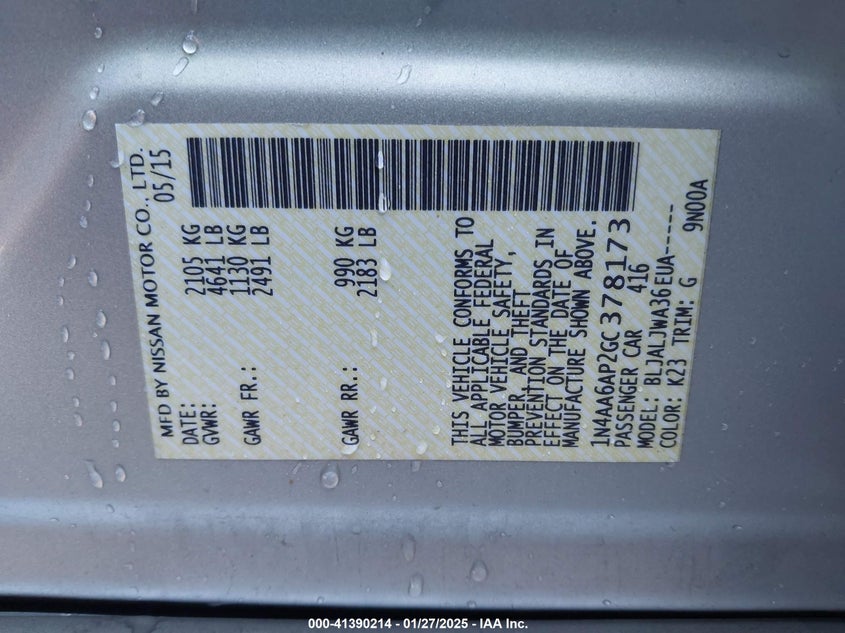 MFD BY NISSAN MOTOR CO., LTD.
DATE: 05/15
GVWR: 2105 KG
4641 LB
GAWR FR.: 1130 KG
2491 LB
GAWR RR.: 990 KG
2183 LB
THIS VEHICLE CONFORMS TO
ALL APPLICABLE FEDERAL
MOTOR VEHICLE SAFETY,
BUMPER, AND THEFT
PREVENTION STANDARDS IN
EFFECT ON THE DATE OF
MANUFACTURE SHOWN ABOVE.
1N4AA6AP2GC378173
PASSENGER CAR 416
MODEL: BLJALJWA36EUA-----
COLOR: K23 TRIM: G 9N00A
000-41390214 - 01/27/2025 - IAA Inc.